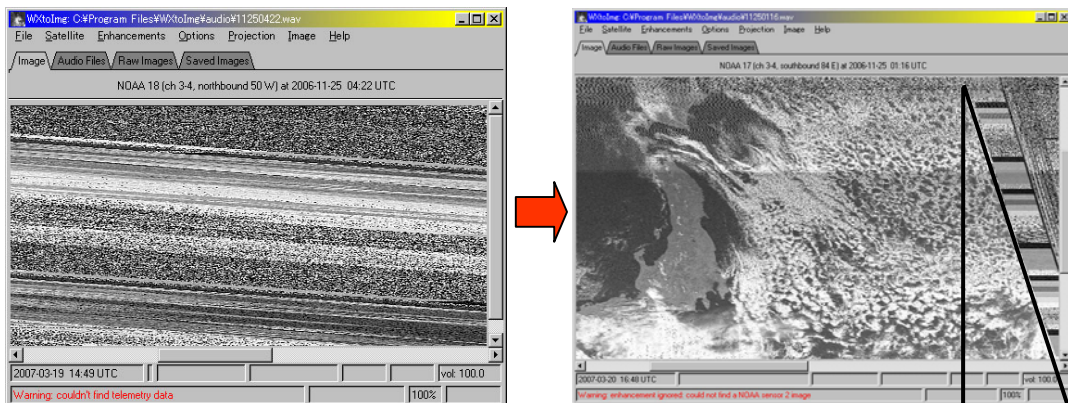 WXtoImg: C:¥Program Files¥WXtoImg¥audio¥11250422.wav
File Satellite Enhancements Options Projection Image Help
Image Audio Files Raw Images Saved Images
NOAA 18 (ch 3-4, northbound 50 W) at 2006-11-25 04:22 UTC
2007-03-19 14:49 UTC
vol: 100.0
Warning: couldn't find telemetry data
100%
WXtoImg: C:¥Program Files¥WXtoImg¥audio¥11250116.wav
File Satellite Enhancements Options Projection Image Help
Image Audio Files Raw Images Saved Images
NOAA 17 (ch 3-4, southbound 84 E) at 2006-11-25 01:16 UTC
2007-03-20 16:48 UTC
vol: 100.0
Warning: enhancement ignored: could not find a NOAA sensor 2 image
100%